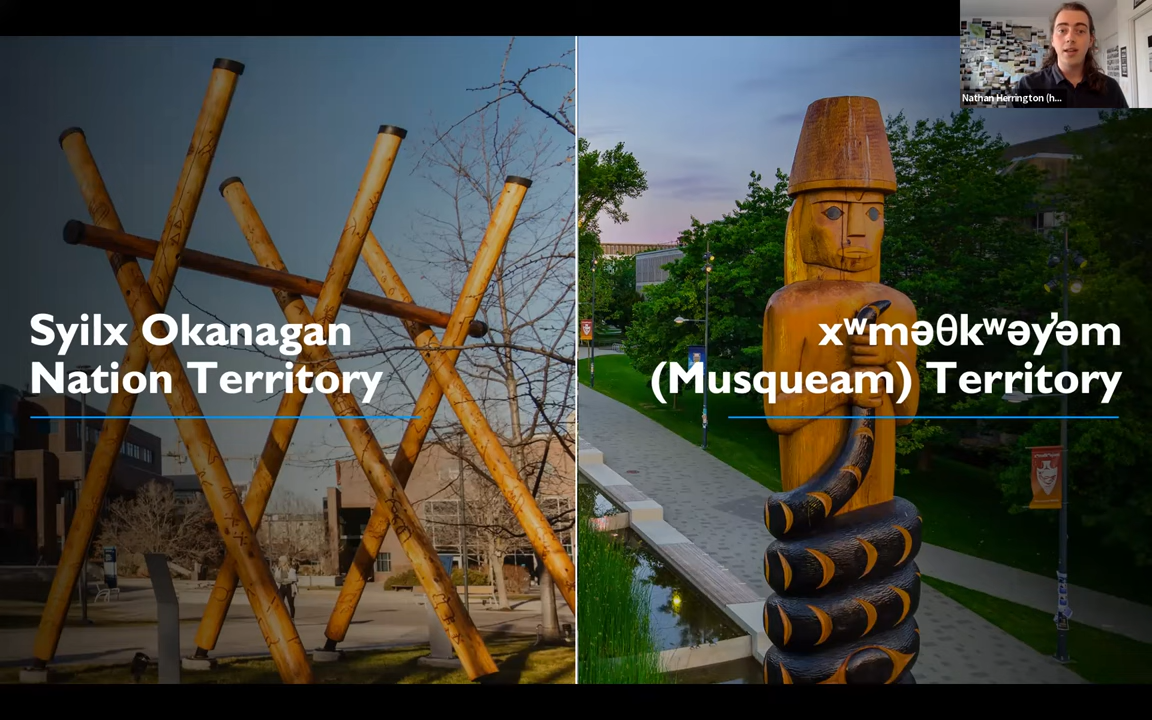 Nathan Herrington (h...
Syilx Okanagan
Nation Territory
xʷməθkʷəy̓əm
(Musqueam) Territory